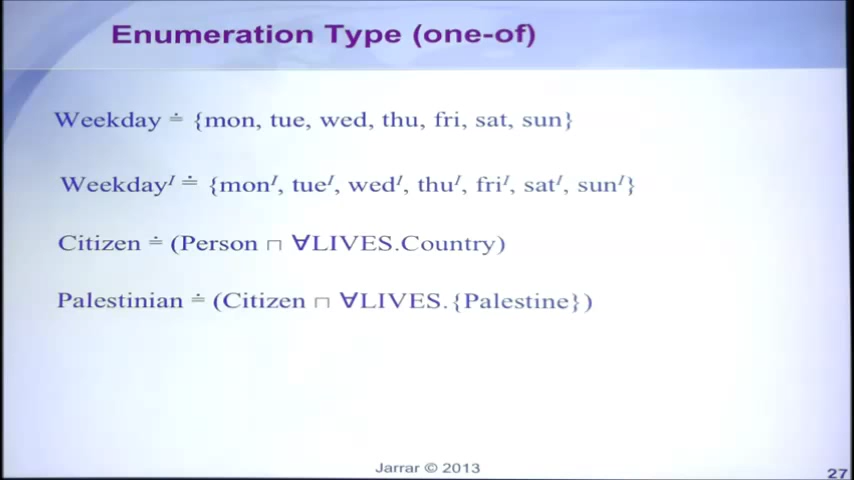 Enumeration Type (one-of)
Weekday ≐ {mon, tue, wed, thu, fri, sat, sun}
Weekdayᴵ ≐ {monᴵ, tueᴵ, wedᴵ, thuᴵ, friᴵ, satᴵ, sunᴵ}
Citizen ≐ (Person ⊓ ∀LIVES.Country)
Palestinian ≐ (Citizen ⊓ ∀LIVES.{Palestine})
Jarrar © 2013
27